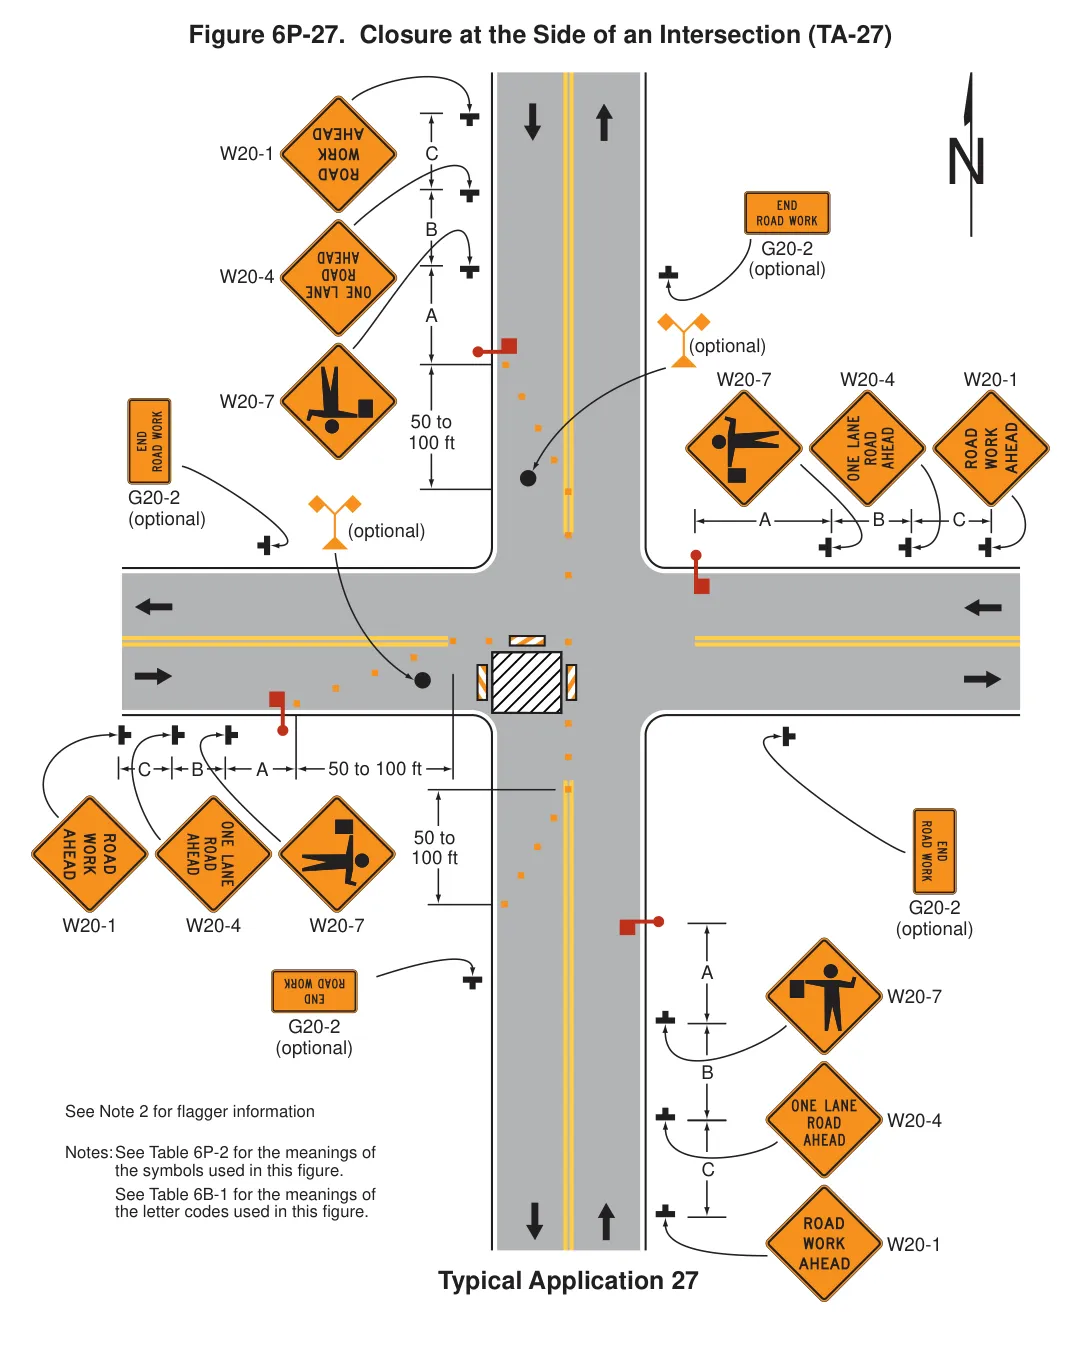 Figure 6P-27.  Closure at the Side of an Intersection (TA-27)
W20-1
ROAD
WORK
AHEAD
C
W20-4
ONE LANE
ROAD
AHEAD
B
W20-7
A
50 to
100 ft
N
END
ROAD WORK
G20-2
(optional)
(optional)
W20-7
W20-4
ONE LANE
ROAD
AHEAD
W20-1
ROAD
WORK
AHEAD
A
B
C
END
ROAD WORK
G20-2
(optional)
(optional)
C
B
A
50 to 100 ft
ROAD
WORK
AHEAD
W20-1
ONE LANE
ROAD
AHEAD
W20-4
W20-7
50 to
100 ft
END
ROAD WORK
G20-2
(optional)
END
ROAD WORK
G20-2
(optional)
A
W20-7
B
ONE LANE
ROAD
AHEAD
W20-4
C
ROAD
WORK
AHEAD
W20-1
See Note 2 for flagger information
Notes: See Table 6P-2 for the meanings of
the symbols used in this figure.
See Table 6B-1 for the meanings of
the letter codes used in this figure.
Typical Application 27